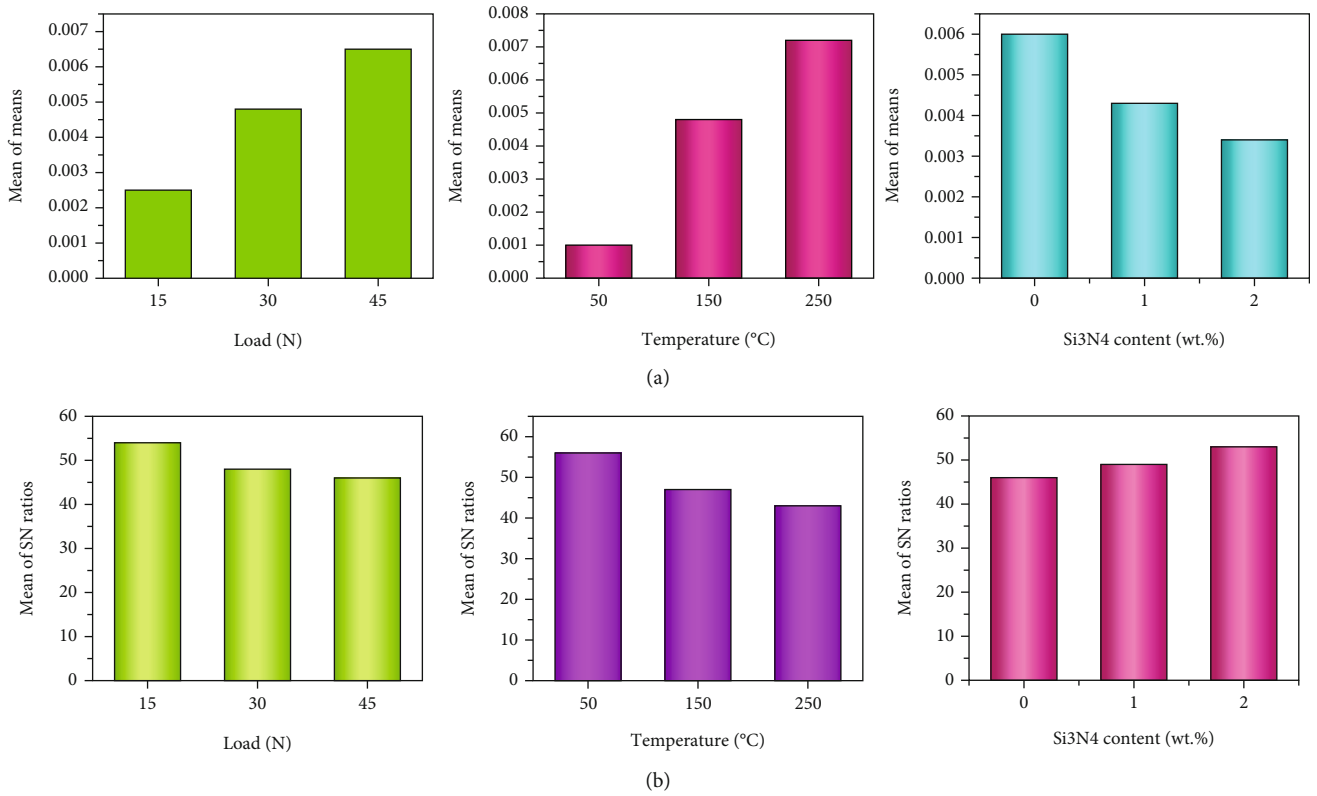 0.007
0.006
0.005
0.004
0.003
0.002
0.001
0.000
Mean of means
15 30 45
Load (N)
0.008
0.007
0.006
0.005
0.004
0.003
0.002
0.001
0.000
Mean of means
50 150 250
Temperature (°C)
0.006
0.005
0.004
0.003
0.002
0.001
0.000
Mean of means
0 1 2
Si3N4 content (wt.%)
(a)
60
50
40
30
20
10
0
Mean of SN ratios
15 30 45
Load (N)
60
50
40
30
20
10
0
Mean of SN ratios
50 150 250
Temperature (°C)
60
50
40
30
20
10
0
Mean of SN ratios
0 1 2
Si3N4 content (wt.%)
(b)